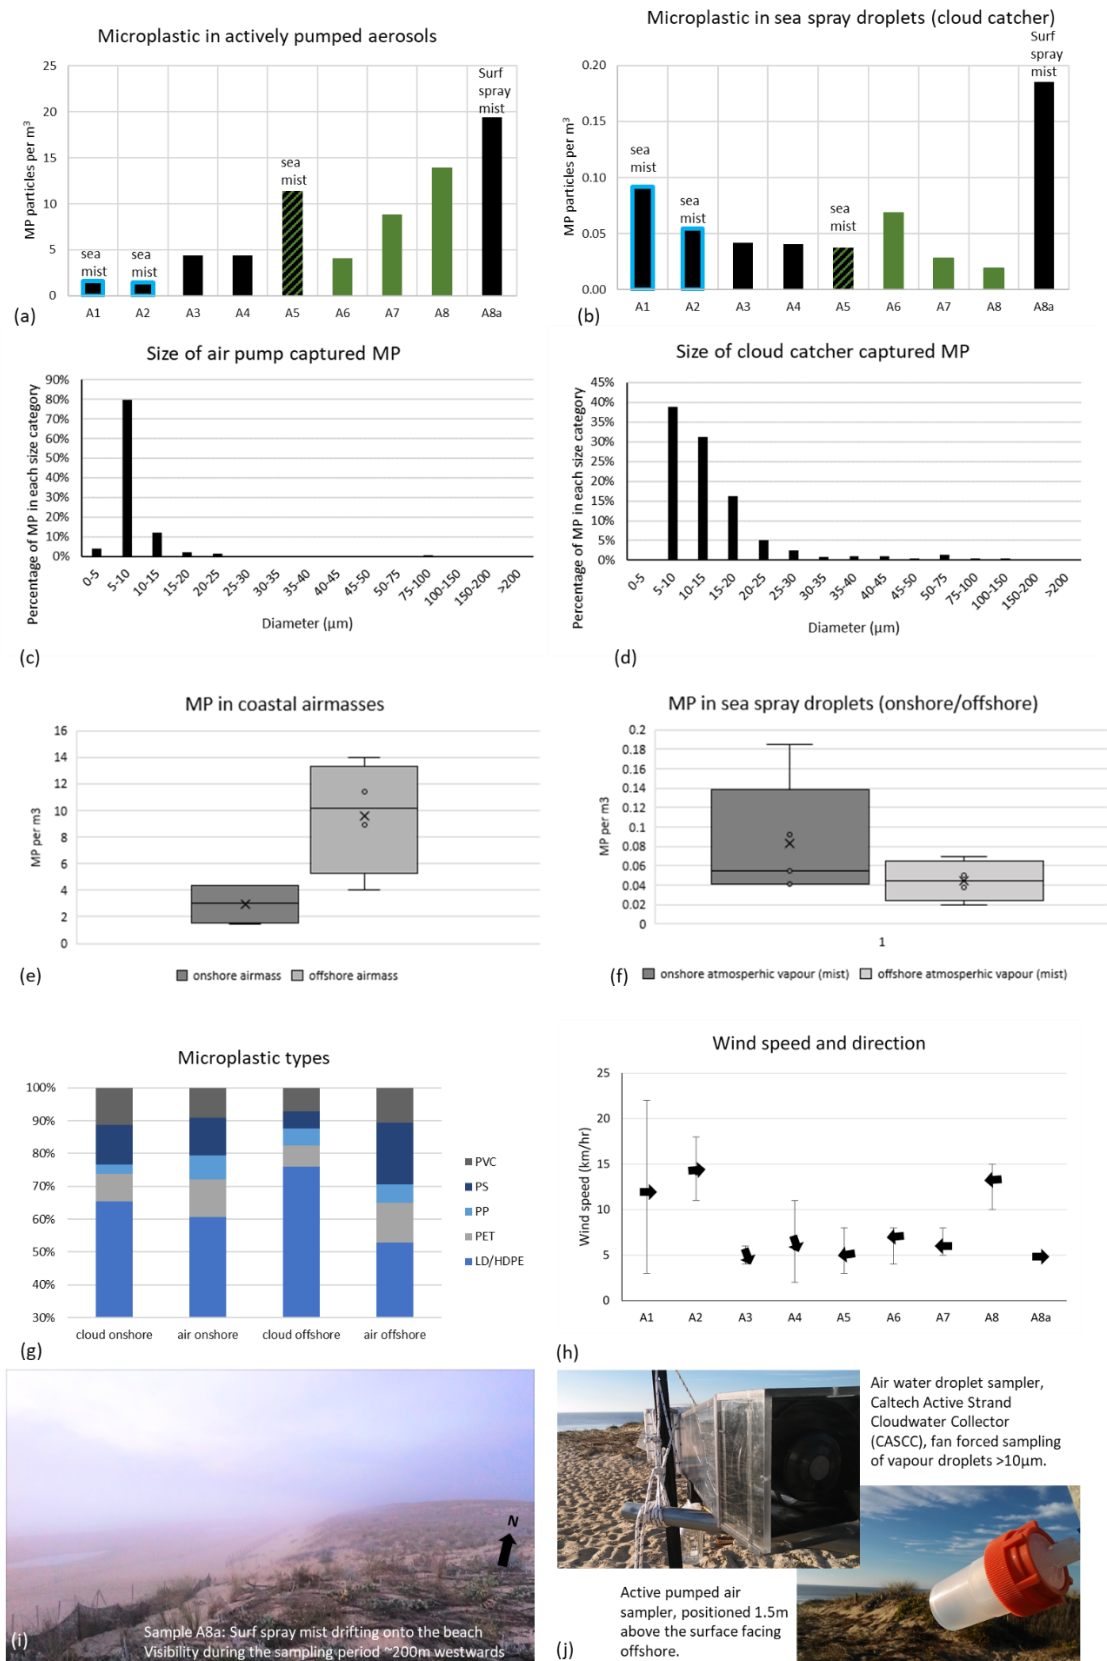 Microplastic in actively pumped aerosols
MP particles per m³
25
20
15
10
5
0
sea
mist
sea
mist
sea
mist
Surf
spray
mist
A1 A2 A3 A4 A5 A6 A7 A8 A8a
(a)
Microplastic in sea spray droplets (cloud catcher)
MP particles per m³
0.20
0.15
0.10
0.05
0.00
sea
mist
sea
mist
sea
mist
Surf
spray
mist
A1 A2 A3 A4 A5 A6 A7 A8 A8a
(b)
Size of air pump captured MP
Percentage of MP in each size category
90%
80%
70%
60%
50%
40%
30%
20%
10%
0%
0-5 5-10 10-15 15-20 20-25 25-30 30-35 35-40 40-45 45-50 50-75 75-100 100-150 150-200 >200
Diameter (µm)
(c)
Size of cloud catcher captured MP
Percentage of MP in each size category
45%
40%
35%
30%
25%
20%
15%
10%
5%
0%
0-5 5-10 10-15 15-20 20-25 25-30 30-35 35-40 40-45 45-50 50-75 75-100 100-150 150-200 >200
Diameter (µm)
(d)
MP in coastal airmasses
MP per m3
16
14
12
10
8
6
4
2
0
onshore airmass offshore airmass
(e)
MP in sea spray droplets (onshore/offshore)
MP per m3
0.2
0.18
0.16
0.14
0.12
0.1
0.08
0.06
0.04
0.02
0
1
onshore atmosperhic vapour (mist) offshore atmosperhic vapour (mist)
(f)
Microplastic types
100%
90%
80%
70%
60%
50%
40%
30%
PVC
PS
PP
PET
LD/HDPE
cloud onshore air onshore cloud offshore air offshore
(g)
Wind speed and direction
Wind speed (km/hr)
25
20
15
10
5
0
A1 A2 A3 A4 A5 A6 A7 A8 A8a
(h)
N
Sample A8a: Surf spray mist drifting onto the beach
Visibility during the sampling period ~200m westwards
(i)
Air water droplet sampler,
Caltech Active Strand
Cloudwater Collector
(CASCC), fan forced sampling
of vapour droplets >10µm.
Active pumped air
sampler, positioned 1.5m
above the surface facing
offshore.
(j)